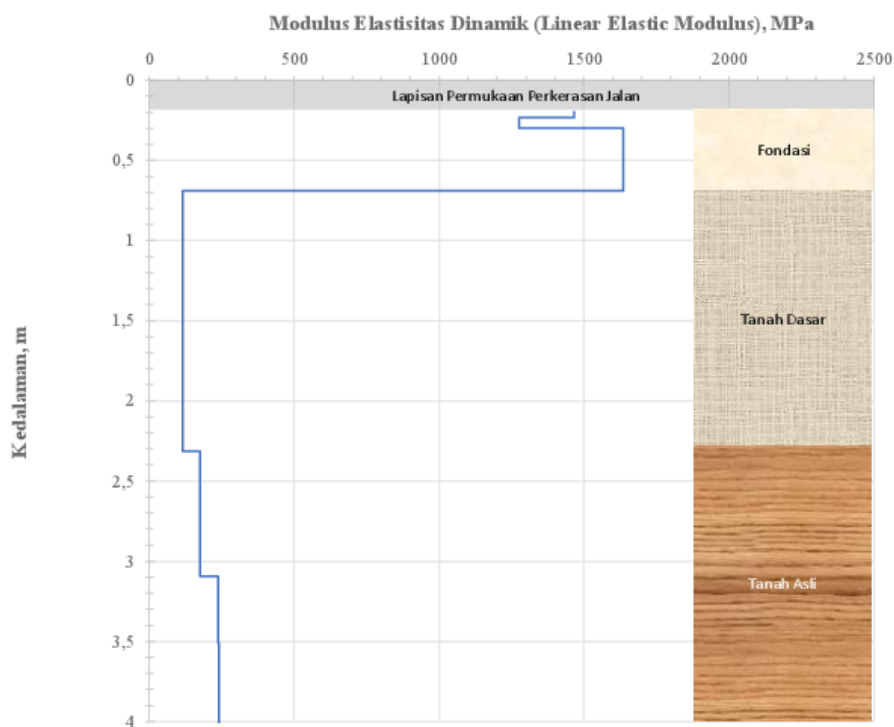 Modulus Elastisitas Dinamik (Linear Elastic Modulus), MPa
0 500 1000 1500 2000 2500
0
Lapisan Permukaan Perkerasan Jalan
Fondasi
0,5
1
Tanah Dasar
1,5
2
Kedalaman, m
2,5
3
Tanah Asli
3,5
4